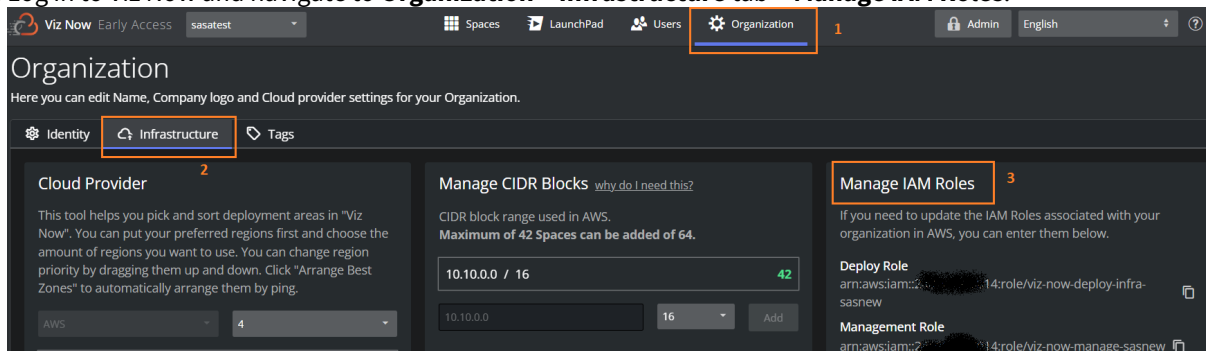 Viz Now Early Access sasatest Spaces LaunchPad Users Organization 1 Admin English ?
Organization
Here you can edit Name, Company logo and Cloud provider settings for your Organization.
Identity Infrastructure Tags
2
Cloud Provider
This tool helps you pick and sort deployment areas in "Viz
Now". You can put your preferred
regions first and choose the
amount of regions you want to use. You can change region
priority by dragging them up and down. Click "Arrange Best
Zones" to automatically arrange them by ping.
AWS 4
Manage CIDR Blocks why do I need this?
CIDR block range used in AWS.
Maximum of 42 Spaces can be added of 64.
10.10.0.0 / 16 42
10.10.0.0 16 Add
Manage IAM Roles 3
If you need to update the IAM Roles associated with your
organization in AWS, you can enter them below.
Deploy Role
arn:aws:iam::2 14:role/viz-now-deploy-infra-
sasnew
Management Role
arn:aws:iam::2 14:role/viz-now-manage-sasnew